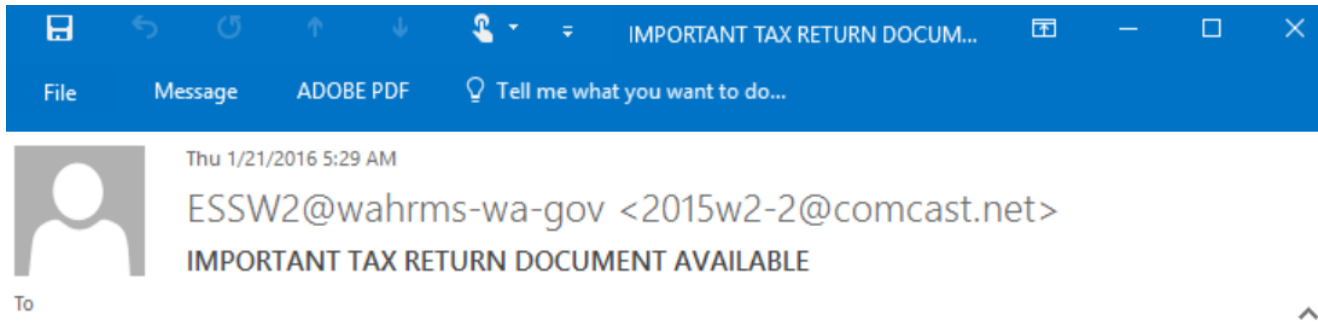 IMPORTANT TAX RETURN DOCUM...
File Message ADOBE PDF Tell me what you want to do...
Thu 1/21/2016 5:29 AM
ESSW2@wahrms-wa-gov <2015w2-2@comcast.net>
IMPORTANT TAX RETURN DOCUMENT AVAILABLE
To